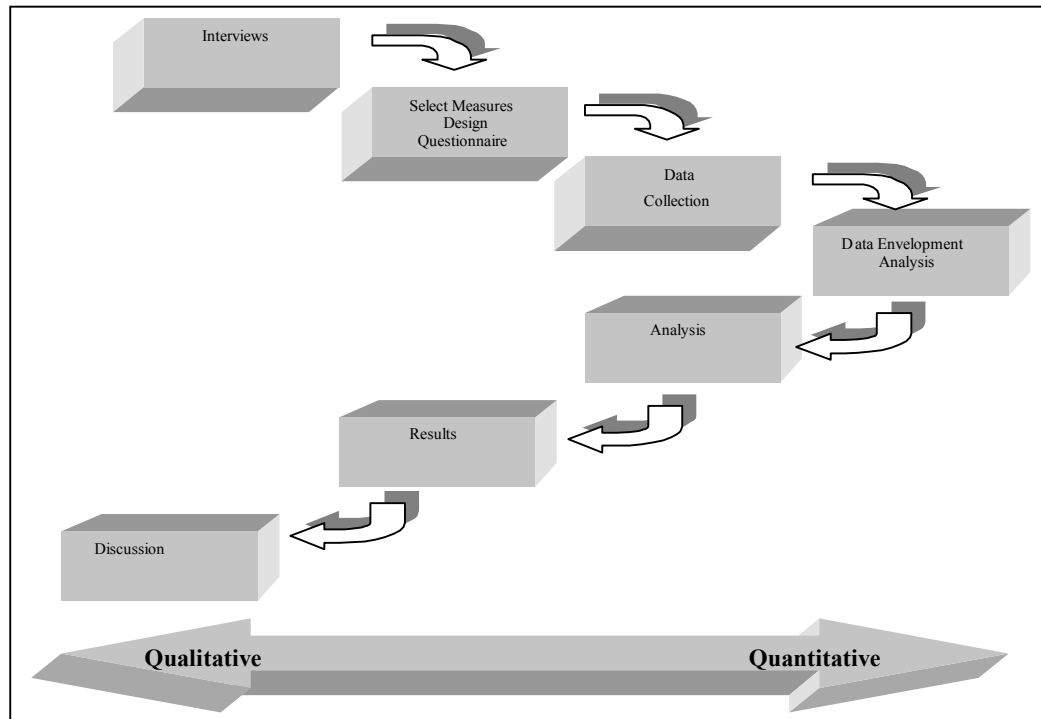 Interviews
Select Measures
Design
Questionnaire
Data
Collection
Data Envelopment
Analysis
Analysis
Results
Discussion
Qualitative
Quantitative